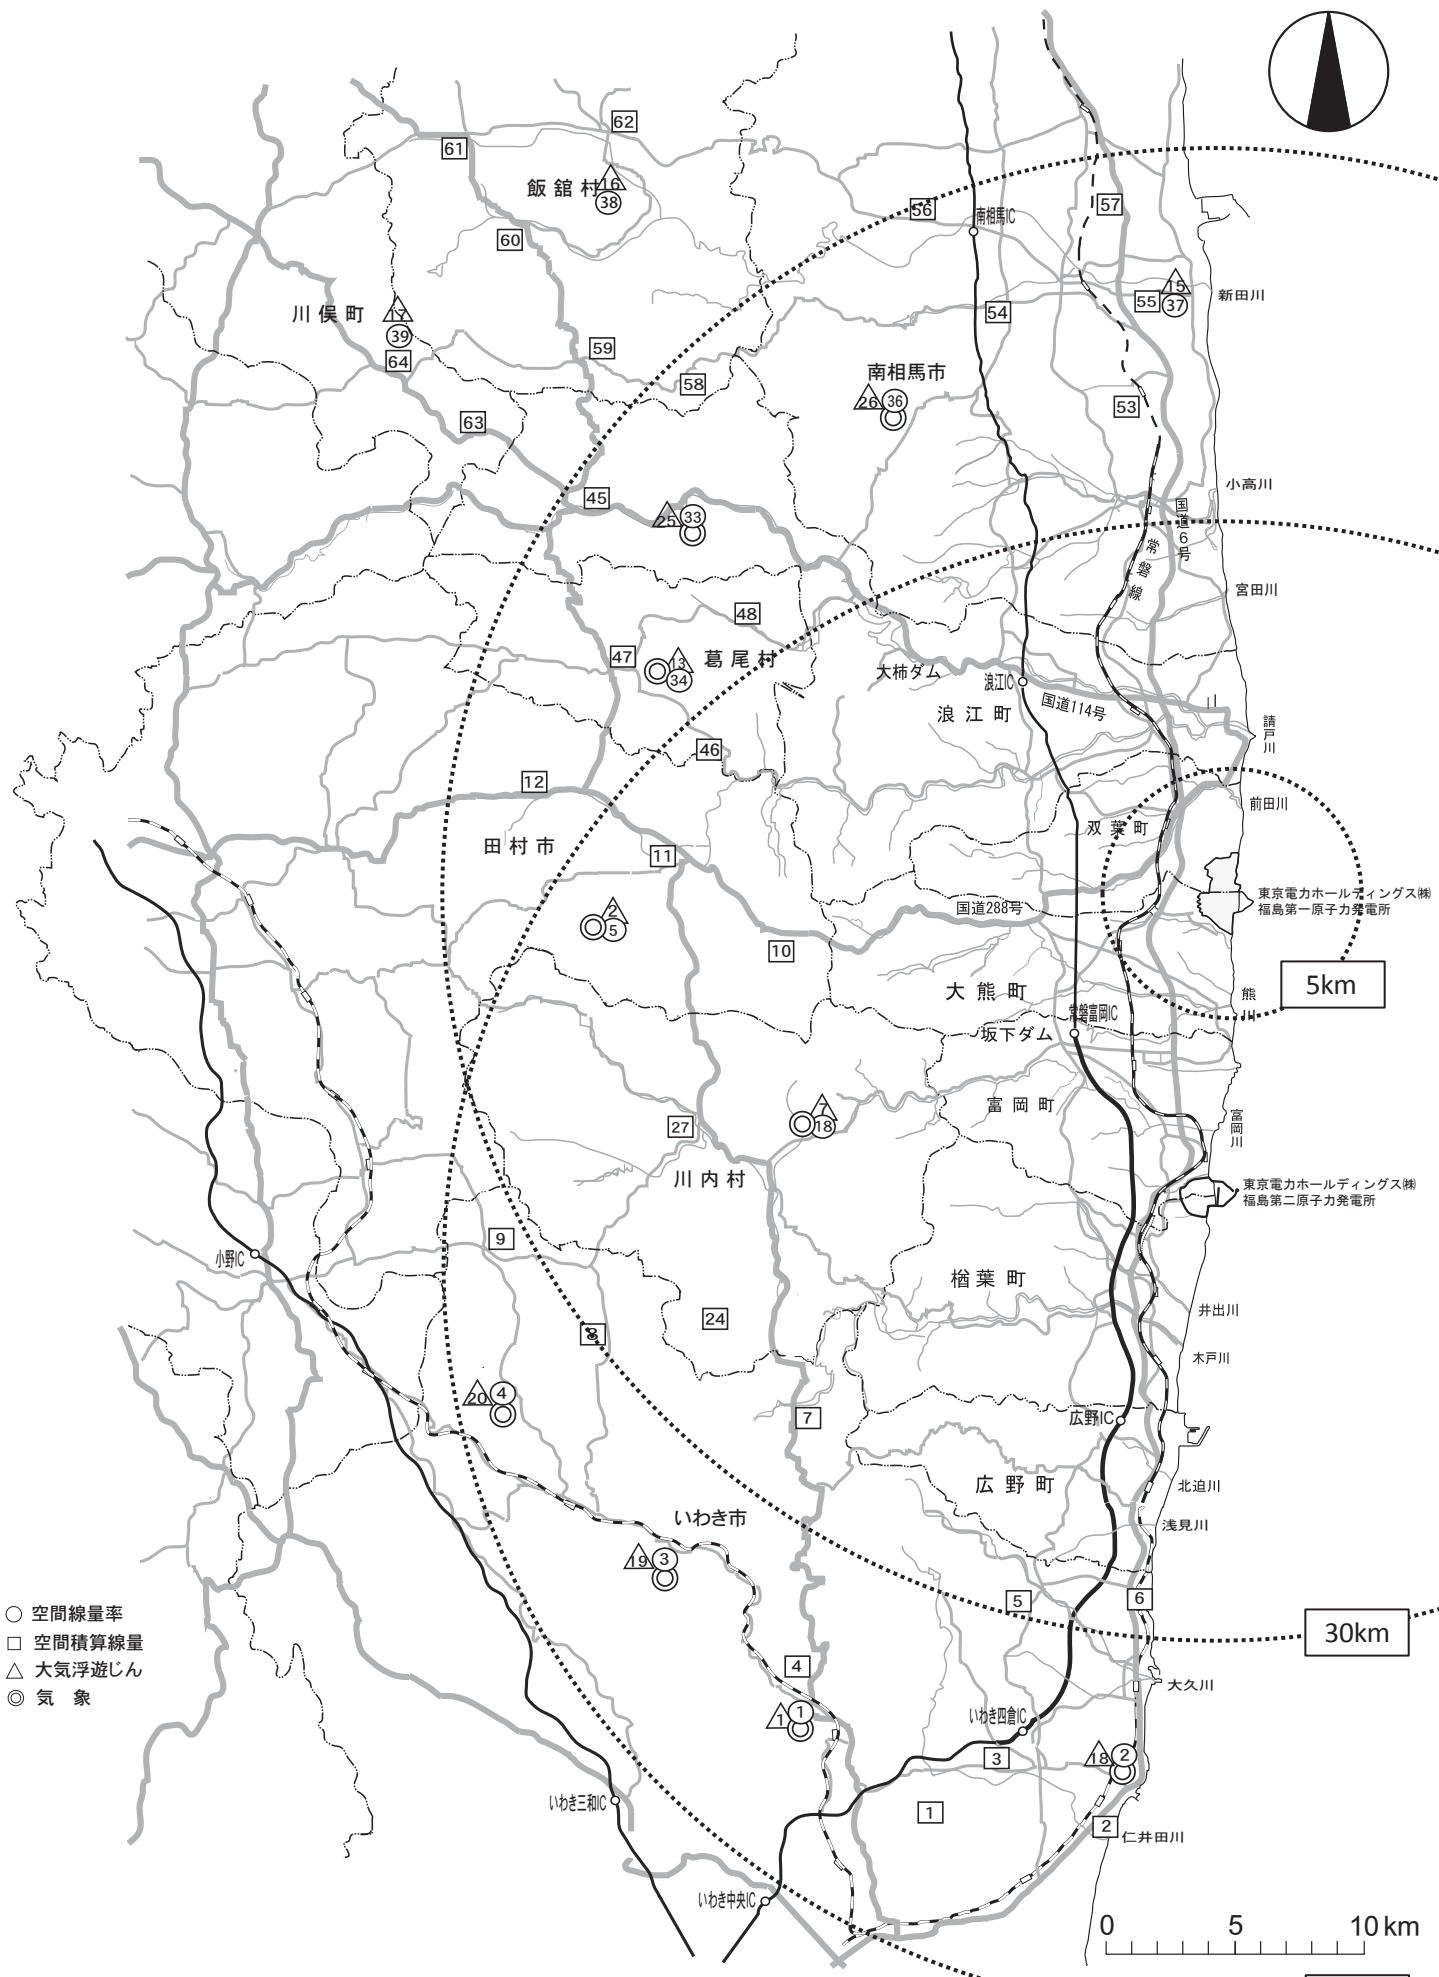 62
61
飯舘村
16
38
60
56
南相馬IC
57
15
37
55
新田川
川俣町
17
39
64
54
59
58
南相馬市
26
36
53
63
小高川
国道6号
45
25
33
常磐線
宮田川
48
47
13
34
葛尾村
大柿ダム
浪江IC
国道114号
川
浪江町
請戸川
46
12
前田川
双葉町
田村市
11
東京電力ホールディングス㈱
福島第一原子力発電所
国道288号
2
5
10
5km
大熊町
熊川
常磐富岡IC
坂下ダム
富岡町
7
18
27
富岡川
川内村
東京電力ホールディングス㈱
福島第二原子力発電所
9
小野IC
楢葉町
井出川
24
8
木戸川
20
4
7
広野IC
広野町
北迫川
いわき市
浅見川
19
3
5
6
○ 空間線量率
□ 空間積算線量
△ 大気浮遊じん
◎ 気 象
30km
4
大久川
1
1
いわき四倉IC
3
18
2
いわき三和IC
1
2
仁井田川
いわき中央IC
0 5 10km